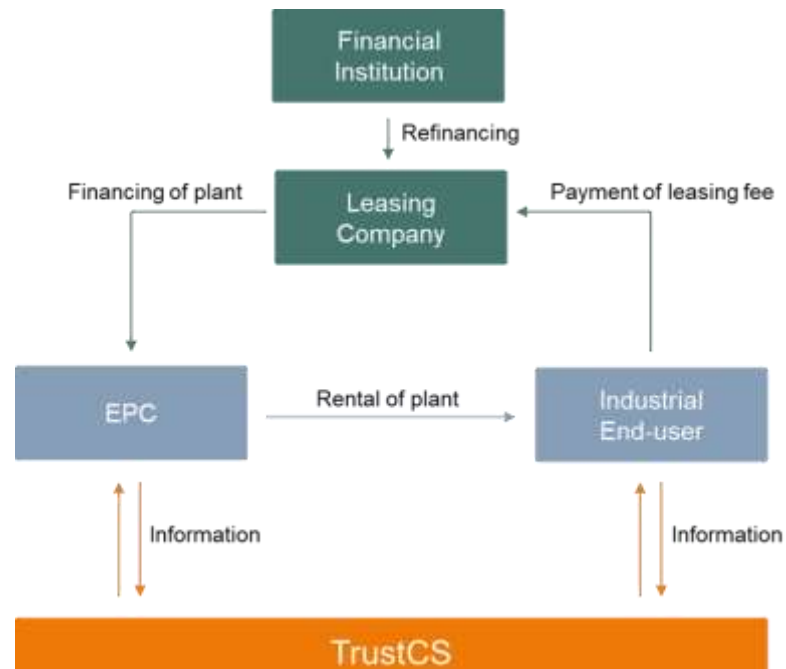 Financial
Institution
Refinancing
Financing of plant
Leasing
Company
Payment of leasing fee
EPC
Rental of plant
Industrial
End-user
Information
Information
TrustCS